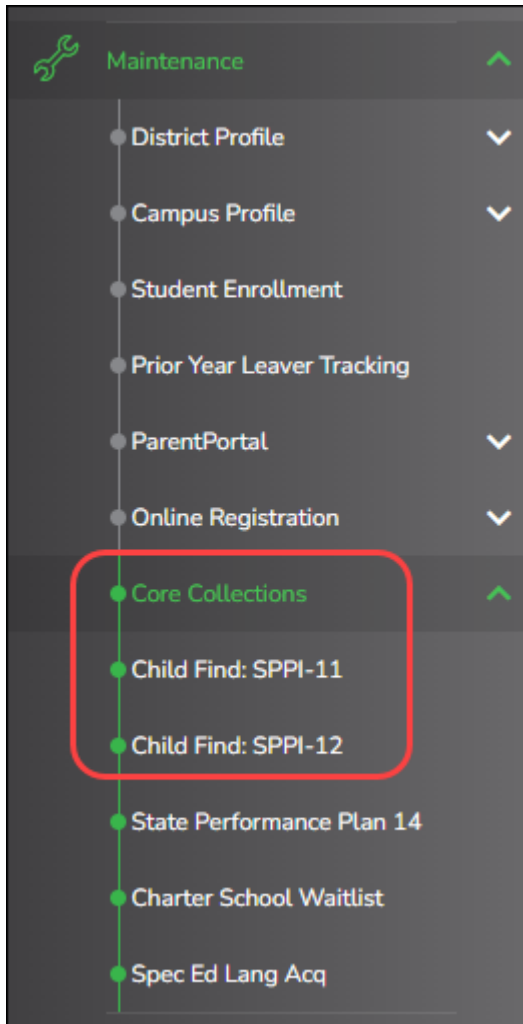 Maintenance
District Profile
Campus Profile
Student Enrollment
Prior Year Leaver Tracking
ParentPortal
Online Registration
Core Collections
Child Find: SPPI-11
Child Find: SPPI-12
State Performance Plan 14
Charter School Waitlist
Spec Ed Lang Acq